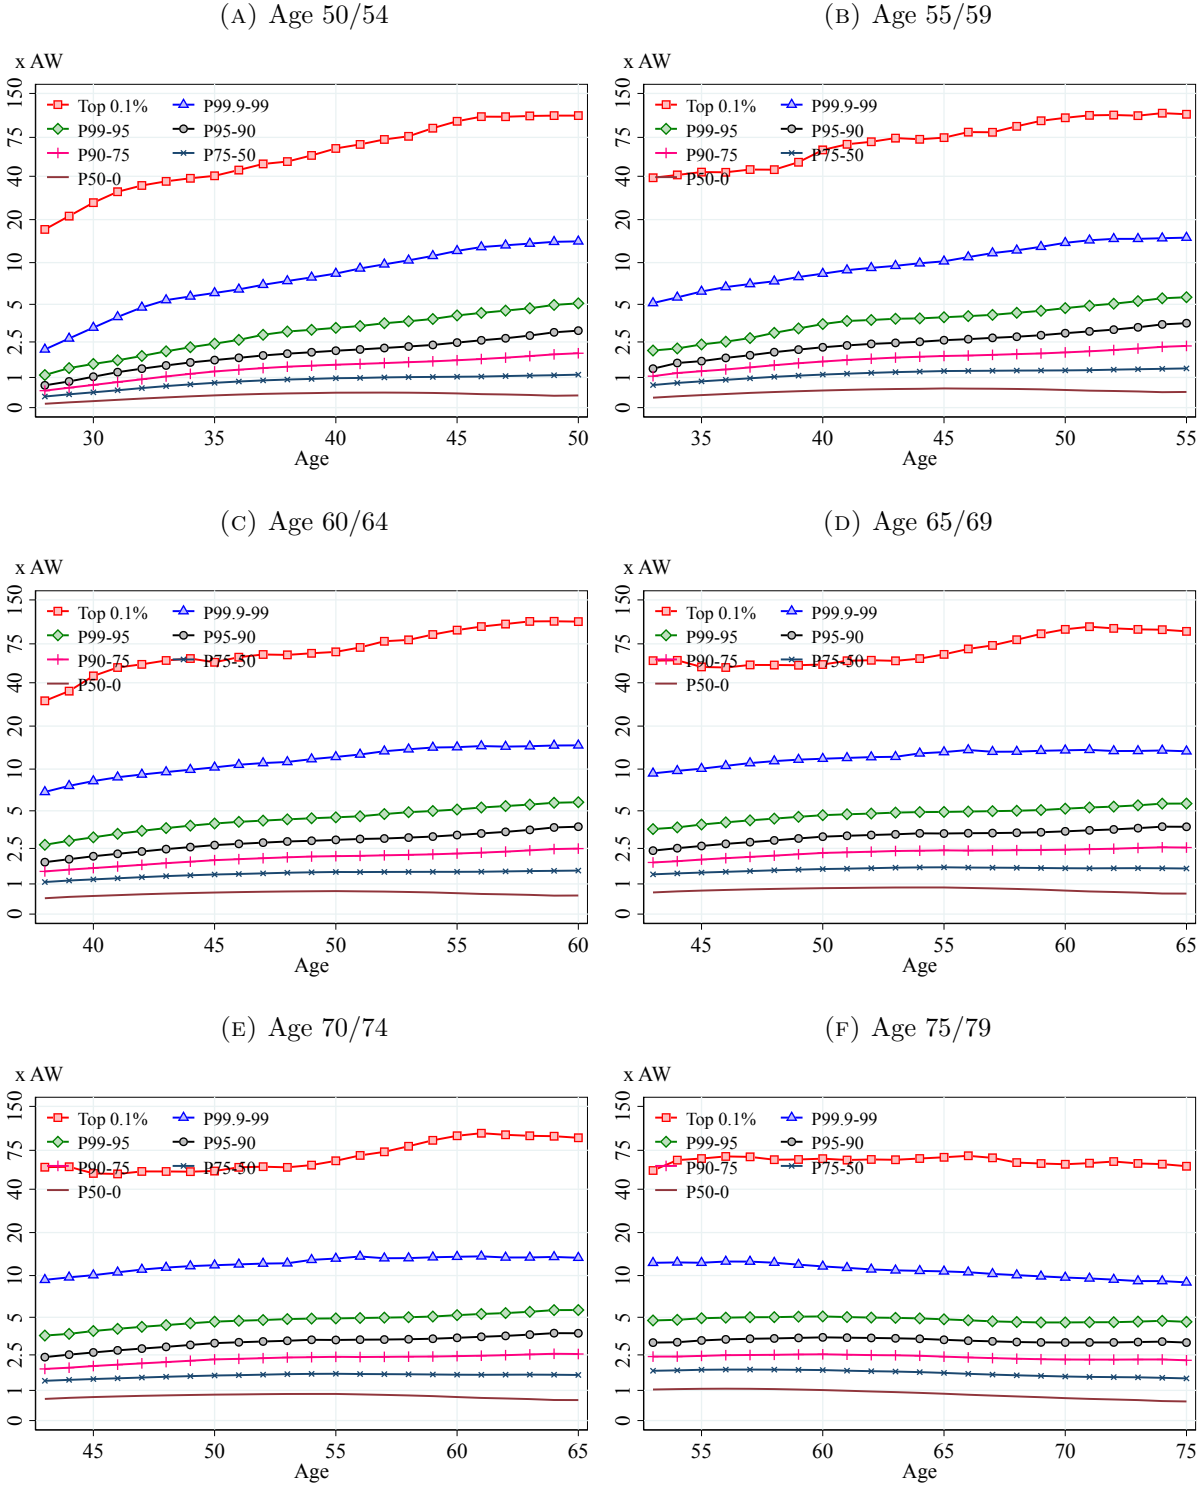 (A) Age 50/54
x AW
150
75
40
20
10
5
2.5
1
0
Top 0.1% P99.9-99
P99-95 P95-90
P90-75 P75-50
P50-0
30 35 40 45 50
Age
(B) Age 55/59
x AW
150
75
40
20
10
5
2.5
1
0
Top 0.1% P99.9-99
P99-95 P95-90
P90-75 P75-50
P50-0
35 40 45 50 55
Age
(C) Age 60/64
x AW
150
75
40
20
10
5
2.5
1
0
Top 0.1% P99.9-99
P99-95 P95-90
P90-75 P75-50
P50-0
40 45 50 55 60
Age
(D) Age 65/69
x AW
150
75
40
20
10
5
2.5
1
0
Top 0.1% P99.9-99
P99-95 P95-90
P90-75 P75-50
P50-0
45 50 55 60 65
Age
(E) Age 70/74
x AW
150
75
40
20
10
5
2.5
1
0
Top 0.1% P99.9-99
P99-95 P95-90
P90-75 P75-50
P50-0
45 50 55 60 65
Age
(F) Age 75/79
x AW
150
75
40
20
10
5
2.5
1
0
Top 0.1% P99.9-99
P99-95 P95-90
P90-75 P75-50
P50-0
55 60 65 70 75
Age